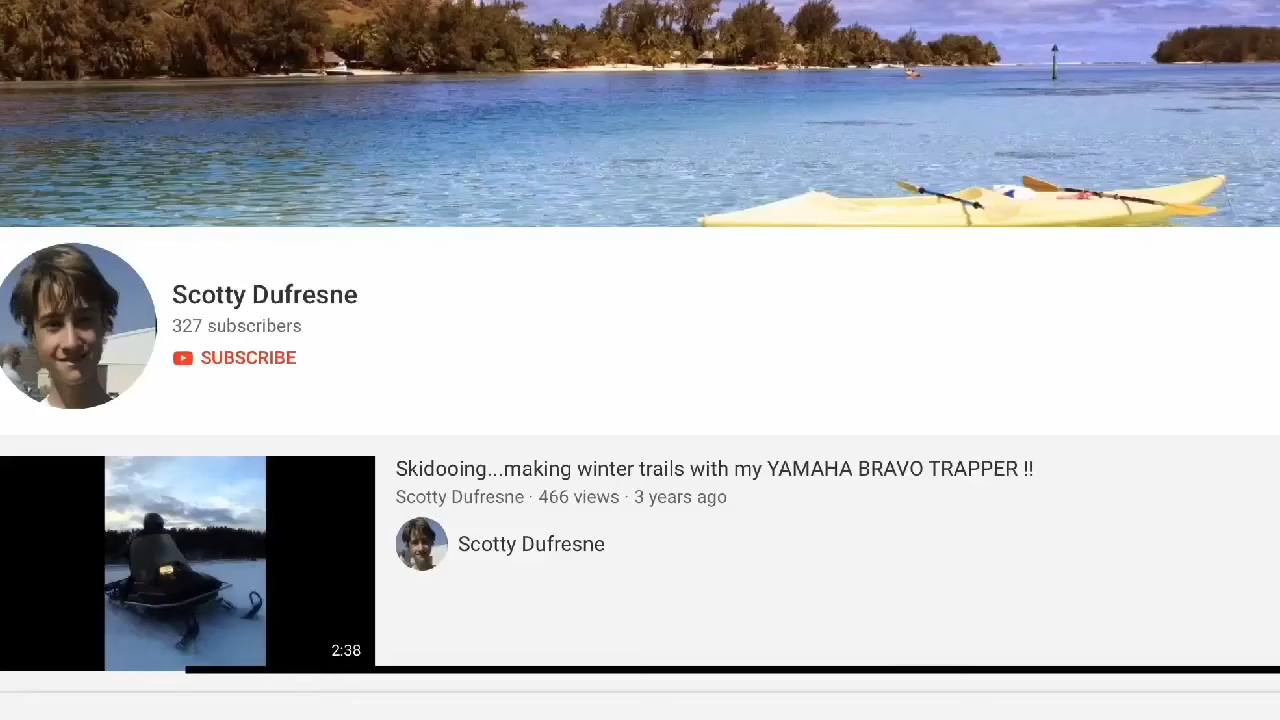 Scotty Dufresne
327 subscribers
SUBSCRIBE
Skidooing...making winter trails with my YAMAHA BRAVO TRAPPER !!
Scotty Dufresne · 466 views · 3 years ago
Scotty Dufresne
2:38